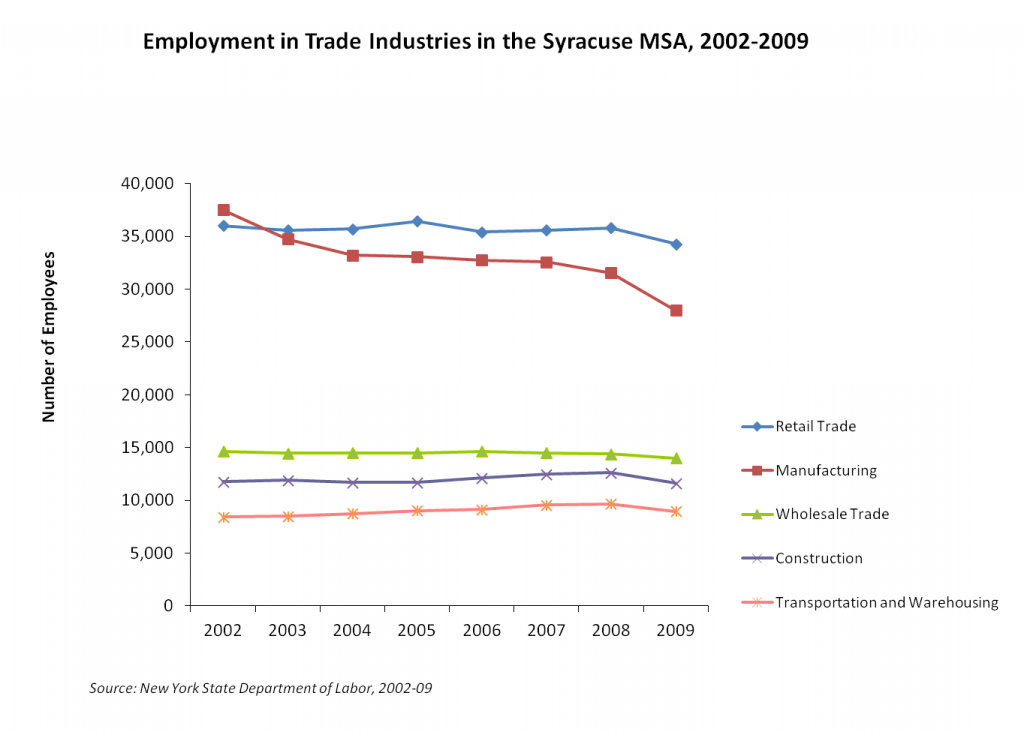 Employment in Trade Industries in the Syracuse MSA, 2002-2009
Number of Employees
40,000
35,000
30,000
25,000
20,000
15,000
10,000
5,000
0
2002 2003 2004 2005 2006 2007 2008 2009
Retail Trade
Manufacturing
Wholesale Trade
Construction
Transportation and Warehousing
Source: New York State Department of Labor, 2002-09